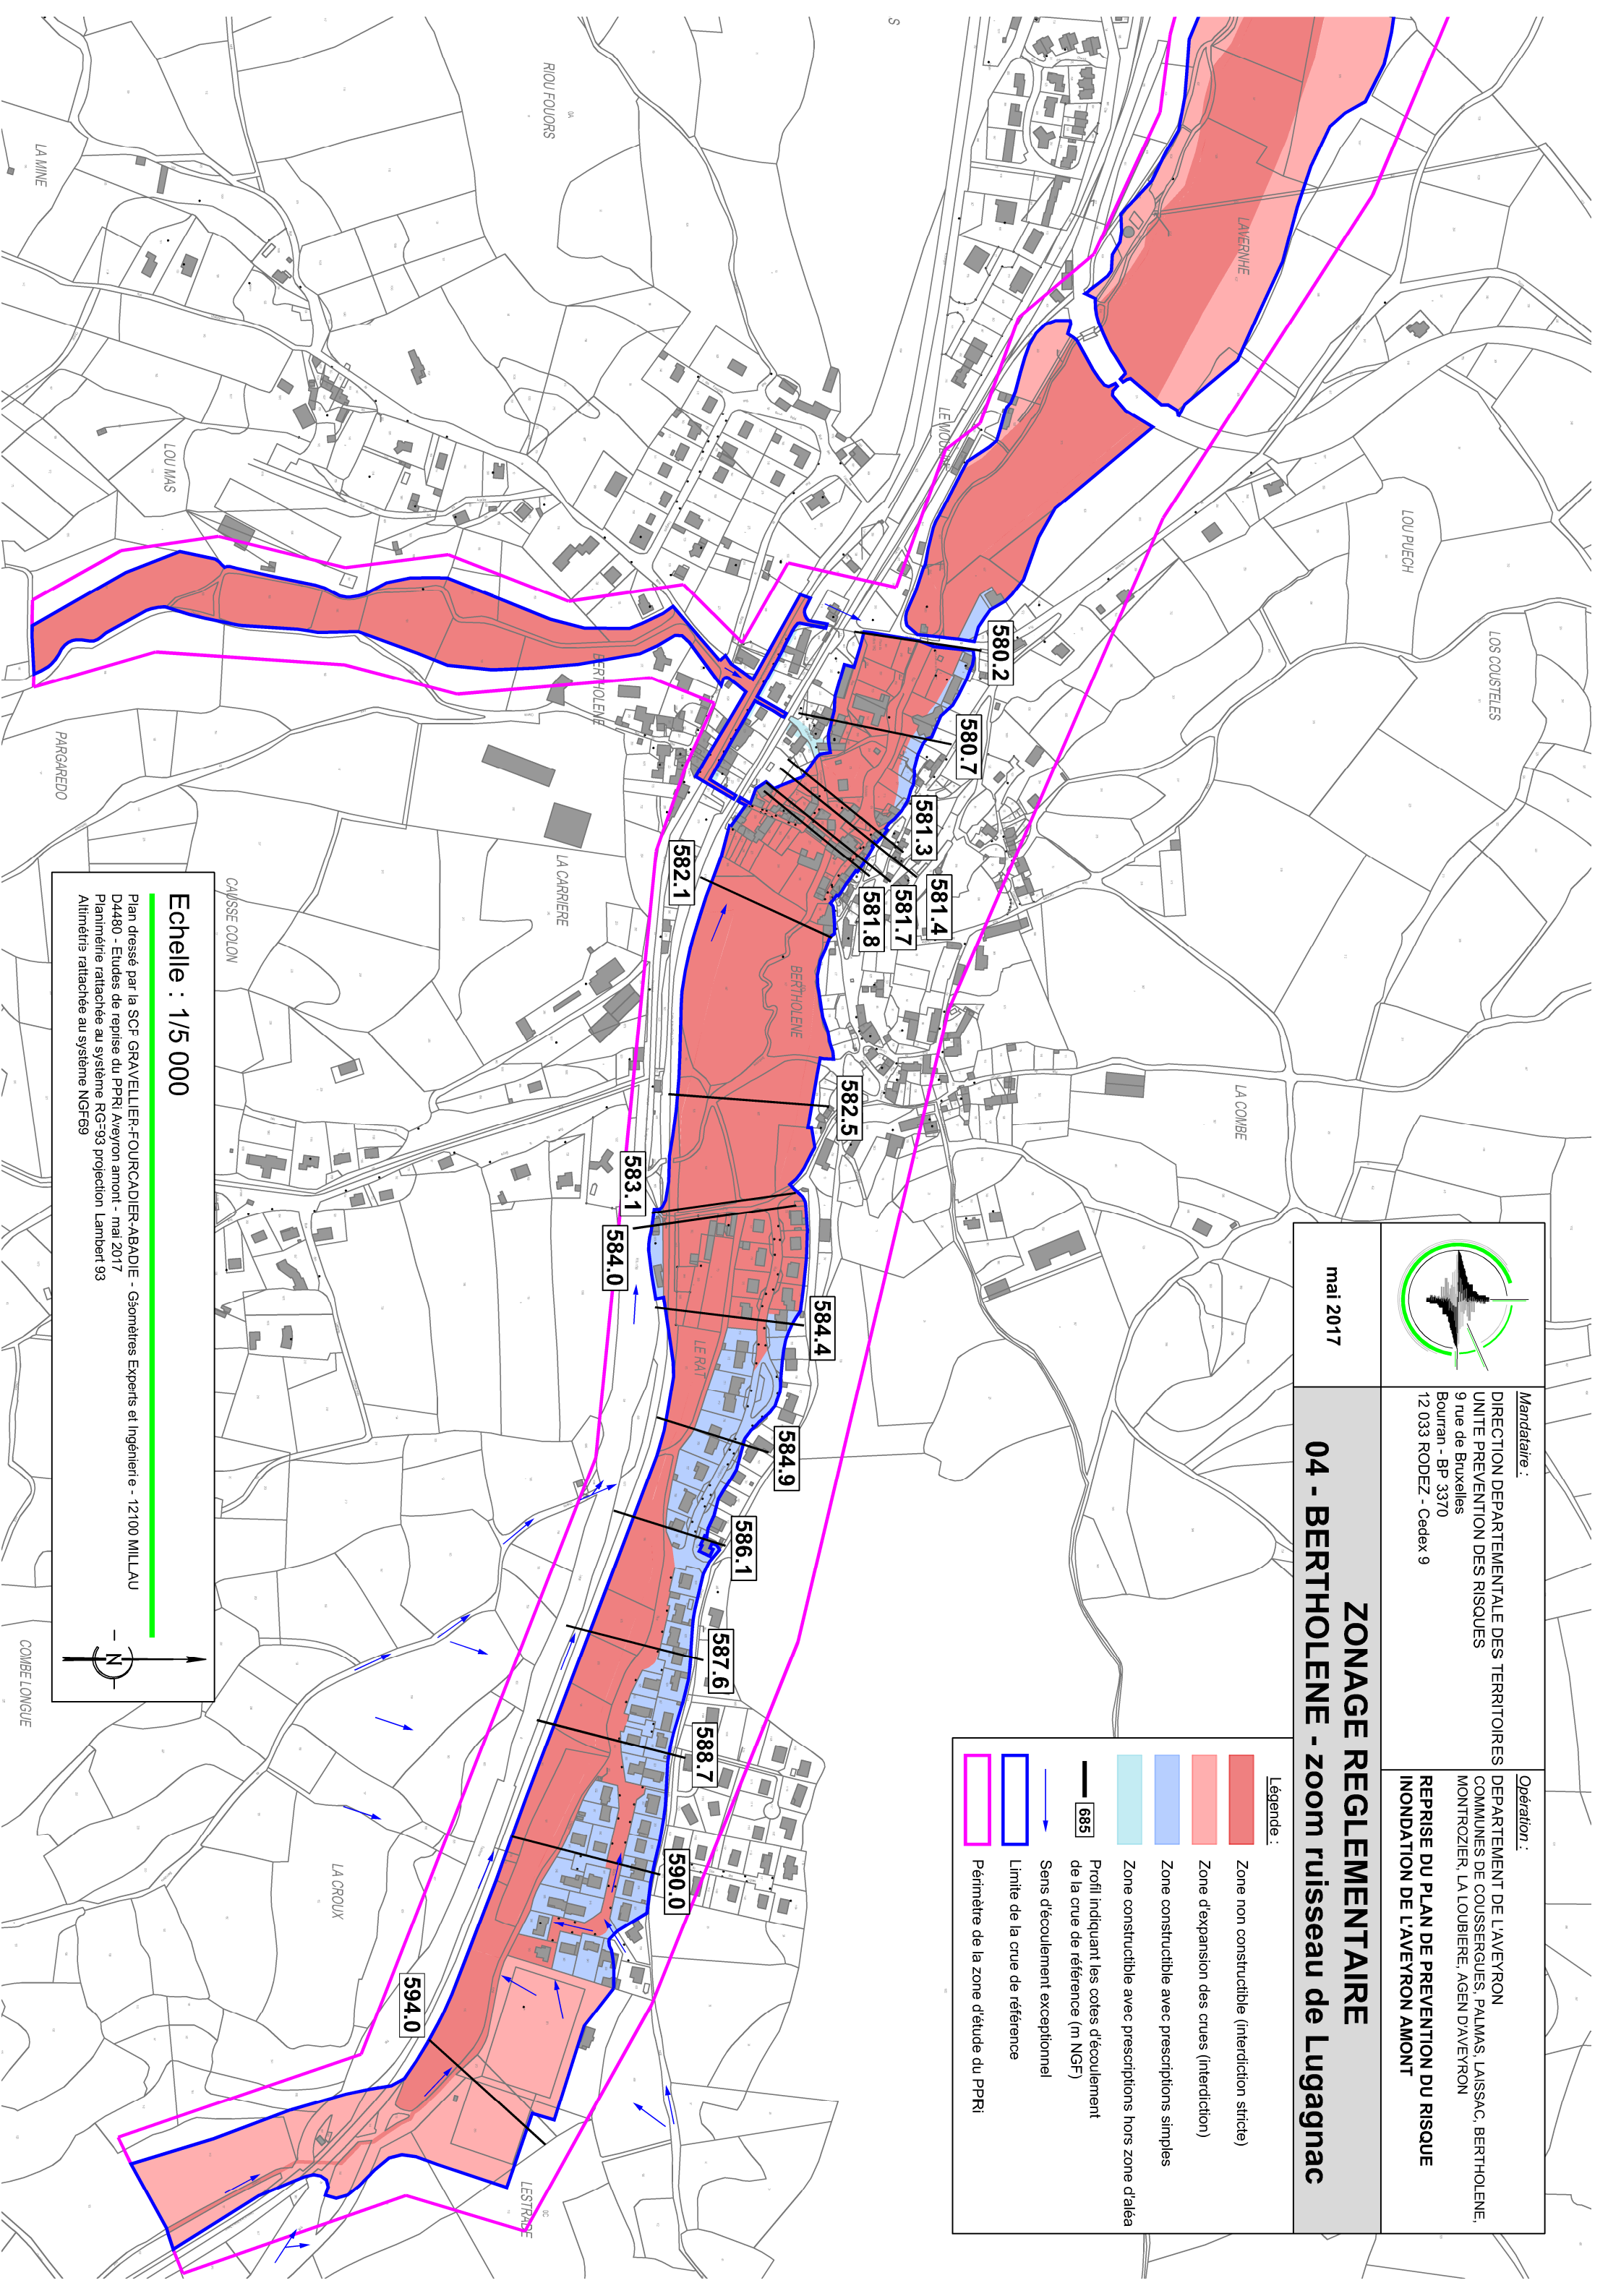 Mandataire :
DIRECTION DEPARTEMENTALE DES TERRITOIRES
UNITE PREVENTION DES RISQUES
9 rue de Bruxelles
Bourran - BP 3370
12 033 RODEZ - Cedex 9
Opération :
DEPARTEMENT DE L'AVEYRON
COMMUNES DE COUSSERGUES, PALMAS, LAISSAC, BERTHOLENE,
MONTROZIER, LA LOUBIERE, AGEN D'AVEYRON
REPRISE DU PLAN DE PREVENTION DU RISQUE
INONDATION DE L'AVEYRON AMONT
mai 2017
ZONAGE REGLEMENTAIRE
04 - BERTHOLENE - zoom ruisseau de Lugagnac
Légende :
Zone non constructible (interdiction stricte)
Zone d'expansion des crues (interdiction)
Zone constructible avec prescriptions simples
Zone constructible avec prescriptions hors zone d'aléa
685
Profil indiquant les cotes d'écoulement
de la crue de référence (m NGF)
Sens d'écoulement exceptionnel
Limite de la crue de référence
Périmètre de la zone d'étude du PPRi
LAVERNHE
LOU PUECH
LOS COUSTELES
LA COMBE
RIOU FOUORS
LA MINE
LOU MAS
BERTHOLENE
PARGAREDO
LA CARRIERE
CAUSSE COLON
BERTHOLENE
LE RAT
LA CROUX
COMBE LONGUE
LESTRADE
580.2
580.7
581.3
581.4
581.7
581.8
582.1
582.5
583.1
584.0
584.4
584.9
586.1
587.6
588.7
590.0
594.0
Echelle : 1/5 000
Plan dressé par la SCF GRAVELLIER-FOURCADIER-ABADIE - Géomètres Experts et Ingénierie - 12100 MILLAU
D4480 - Etudes de reprise du PPRi Aveyron amont - mai 2017
Planimétrie rattachée au système RGF93 projection Lambert 93
Altimétrie rattachée au système NGF69
N